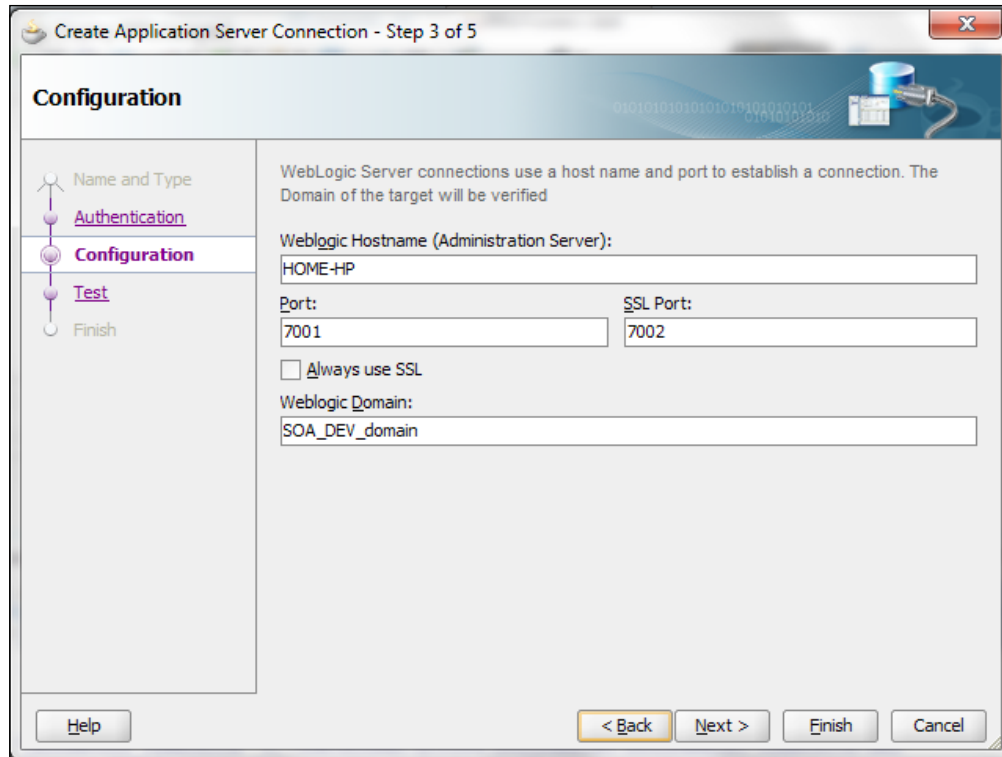 Create Application Server Connection - Step 3 of 5
X
Configuration
Name and Type
Authentication
Configuration
Test
Finish
WebLogic Server connections use a host name and port to establish a connection. The
Domain of the target will be verified
Weblogic Hostname (Administration Server):
HOME-HP
Port:
SSL Port:
7001
7002
Always use SSL
Weblogic Domain:
SOA_DEV_domain
Help
< Back
Next >
Finish
Cancel